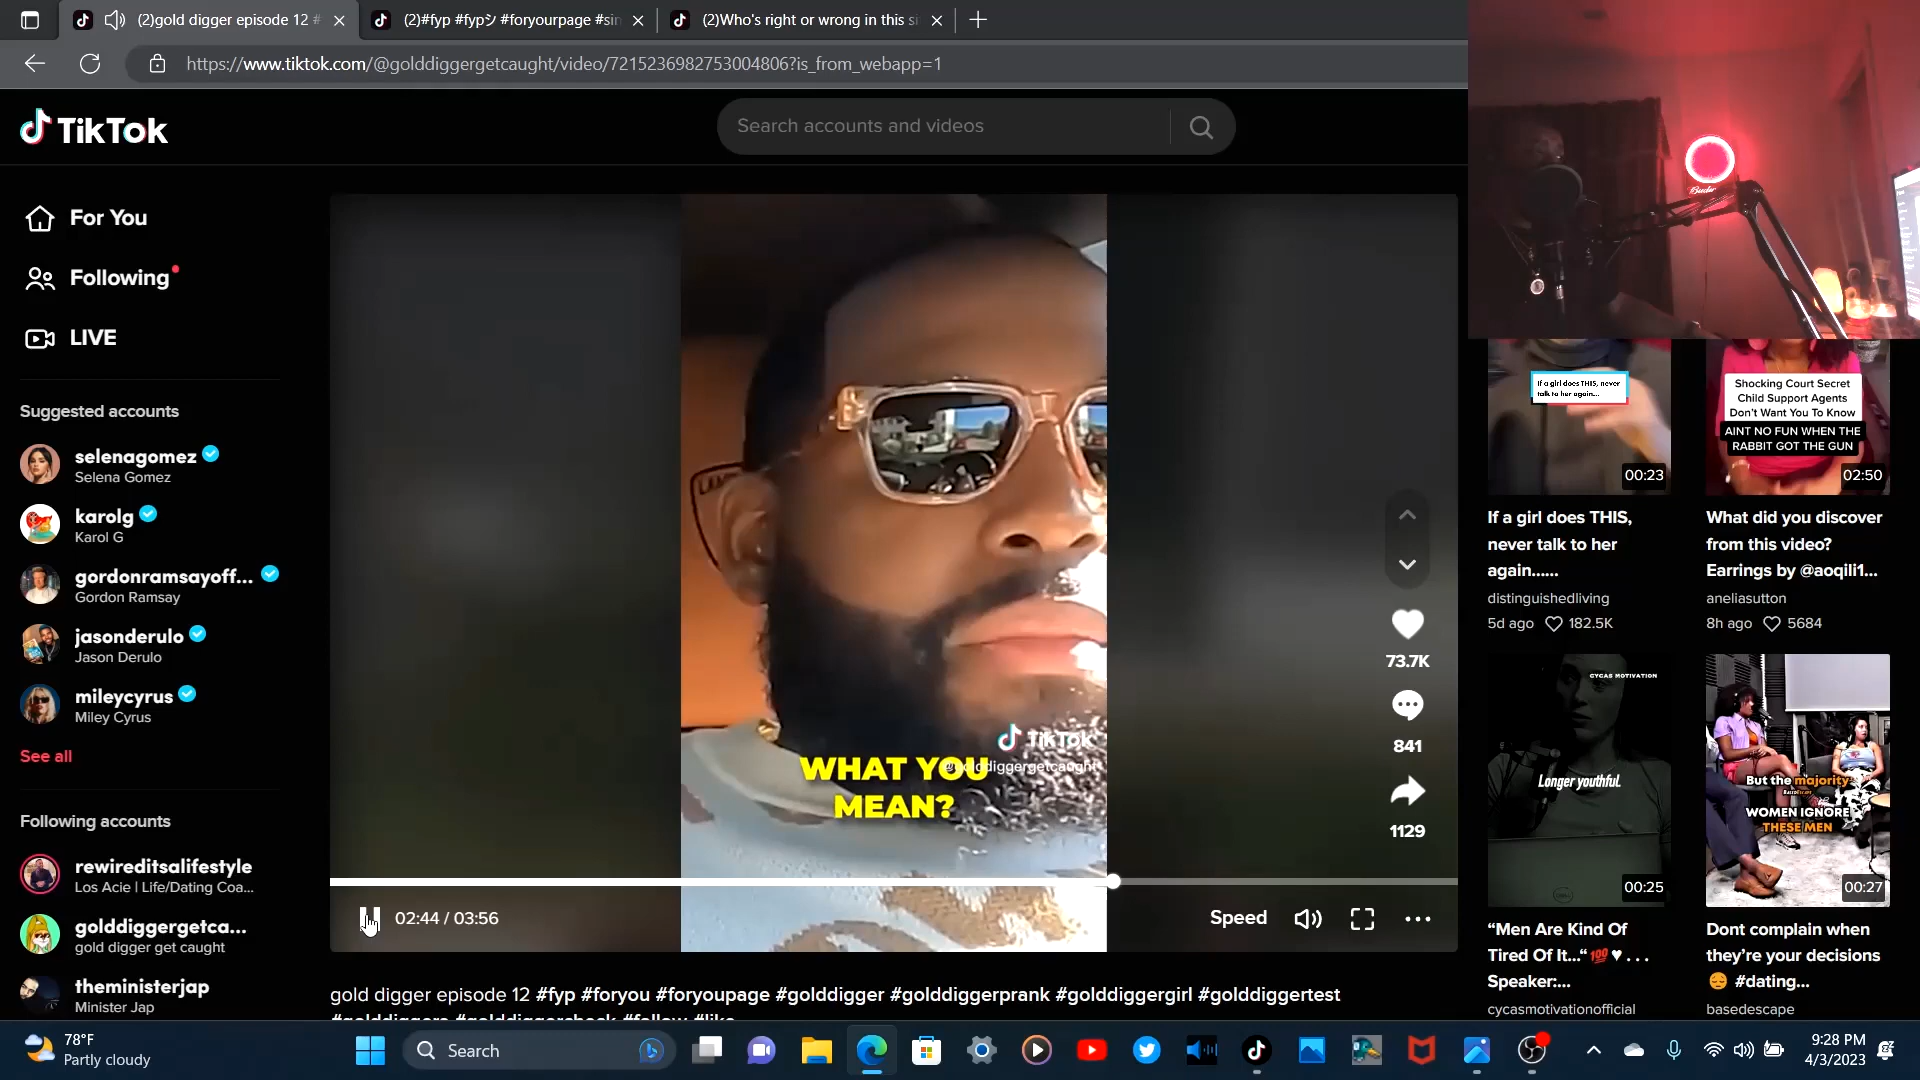 (2)gold digger episode 12 #
(2)#fyp #fypシ #foryourpage #sin
(2)Who's right or wrong in this si
https://www.tiktok.com/@golddiggergetcaught/video/7215236982753004806?is_from_webapp=1
TikTok
Search accounts and videos
For You
Following
LIVE
Suggested accounts
selenagomez
Selena Gomez
karolg
Karol G
gordonramsayoff...
Gordon Ramsay
jasonderulo
Jason Derulo
mileycyrus
Miley Cyrus
See all
Following accounts
rewireditsalifestyle
Los Acie | Life/Dating Coa...
golddiggergetca...
gold digger get caught
theministerjap
Minister Jap
TikTok
@golddiggergetcaught
WHAT YOU
MEAN?
73.7K
841
1129
02:44 / 03:56
Speed
gold digger episode 12 #fyp #foryou #foryoupage #golddigger #golddiggerprank #golddiggergirl #golddiggertest
#golddiggers #golddiggercheck #follow #like
If a girl does THIS, never
talk to her again...
00:23
If a girl does THIS,
never talk to her
again......
distinguishedliving
5d ago 182.5K
Shocking Court Secret
Child Support Agents
Don't Want You To Know
AINT NO FUN WHEN THE
RABBIT GOT THE GUN
02:50
What did you discover
from this video?
Earrings by @aoqili1...
aneliasutton
8h ago 5684
CYCAS MOTIVATION
Longer youthful.
00:25
“Men Are Kind Of
Tired Of It...“💯♥ . . .
Speaker:...
cycasmotivationofficial
But the majority
WOMEN IGNORE
THESE MEN
00:27
Dont complain when
they’re your decisions
😔 #dating...
basedescape
78°F
Partly cloudy
Search
9:28 PM
4/3/2023